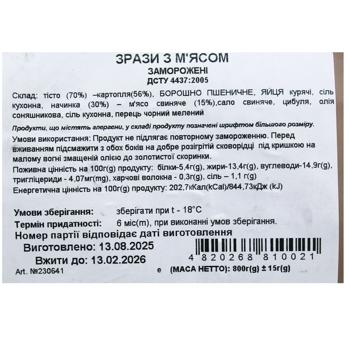 ЗРАЗИ З М'ЯСОМ
ЗАМОРОЖЕНІ
ДСТУ 4437:2005
Склад: тісто (70%) –картопля(56%), БОРОШНО ПШЕНИЧНЕ, ЯЙЦЯ курячі, сіль
кухонна, начинка (30%) – м'ясо свиняче (15%),сало свиняче, цибуля, олія
соняшникова, сіль кухонна, перець чорний мелений
Продукти, що містять алергени, у складі продукту позначені шрифтом більшого розміру.
Умови використання: Продукт не підлягає повторному заморожению. Перед
вживанням підсмажити з обох боків на добре розігрітій сковорідці під кришкою на
малому вогні змащеній олією до золотистої скоринки.
Поживна цінність на 100г(g) продукту: білки-5,4г(g), жири-13,4г(g), вуглеводи-14,9г(g),
тригліцериди – 4,07мг(mg), харчові волокна - 0,3г(g), сіль – 1,1 г(g)
Енергетична цінність на 100г(g) продукту: 202,7кКал(kCal)/844,73кДж (kJ)
Умови зберігання: зберігати при t - 18°C
Термін придатності: 6 міс(m), при виконанні умов зберігання.
Номер партії відповідає даті виготовлення
Виготовлено: 13.08.2025
Вжити до: 13.02.2026
Art. №230641
4 820268 810021
e (МАСА НЕТТО): 800г(g) ± 15г(g)